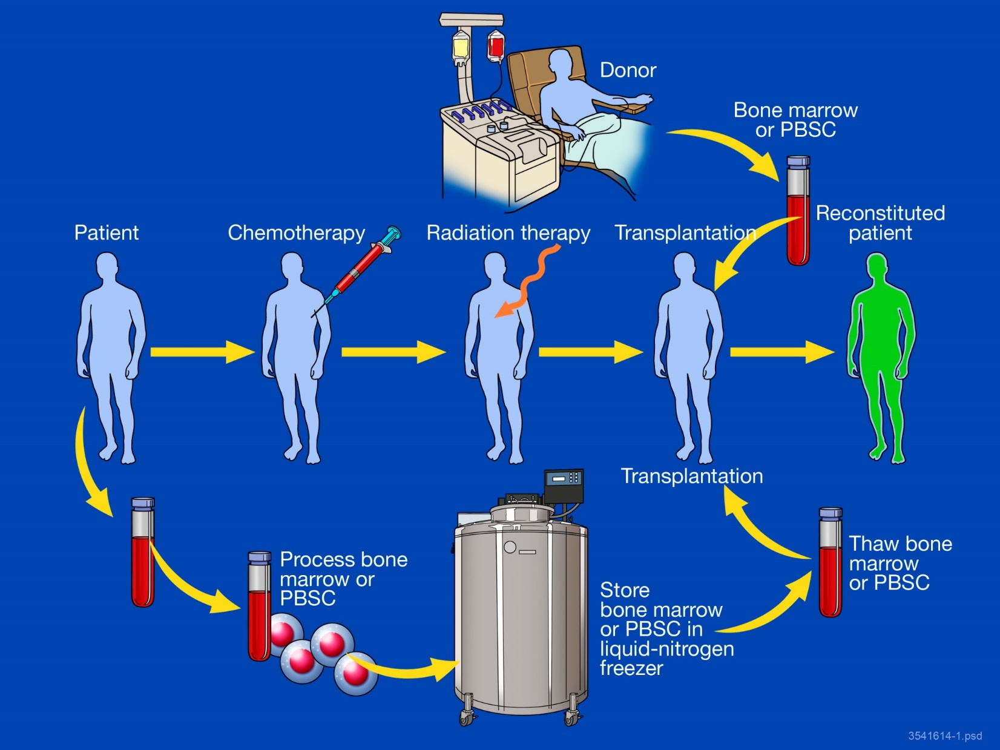 Donor
Bone marrow
or PBSC
Patient
Chemotherapy
Radiation therapy
Transplantation
Reconstituted
patient
Transplantation
Process bone
marrow or
PBSC
Store
bone marrow
or PBSC in
liquid-nitrogen
freezer
Thaw bone
marrow
or PBSC
3541614-1.psd